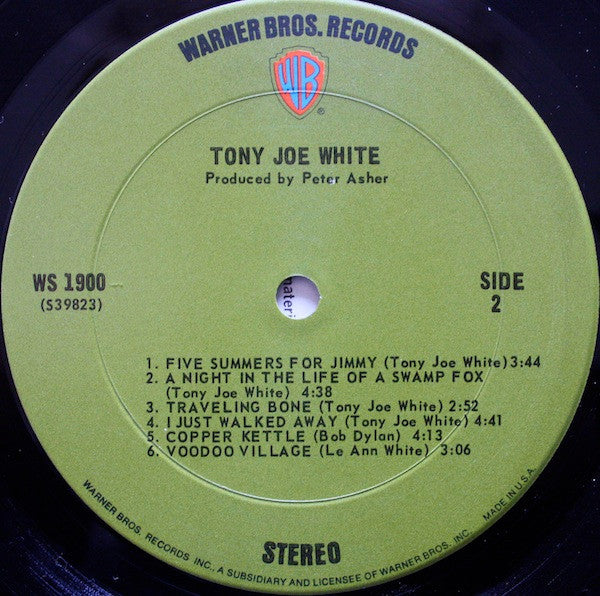 WARNER BROS. RECORDS
WB
®
TONY JOE WHITE
Produced by Peter Asher
WS 1900
(S39823)
SIDE
2
materi
1. FIVE SUMMERS FOR JIMMY (Tony Joe White) 3:44
2. A NIGHT IN THE LIFE OF A SWAMP FOX
(Tony Joe White) 4:38
3. TRAVELING BONE (Tony Joe White) 2:52
4. I JUST WALKED AWAY (Tony Joe White) 4:41
5. COPPER KETTLE (Bob Dylan) 4:13
6. VOODOO VILLAGE (Le Ann White) 3:06
STEREO
WARNER BROS. RECORDS INC., A SUBSIDIARY AND LICENSEE OF WARNER BROS. INC. MADE IN U.S.A.